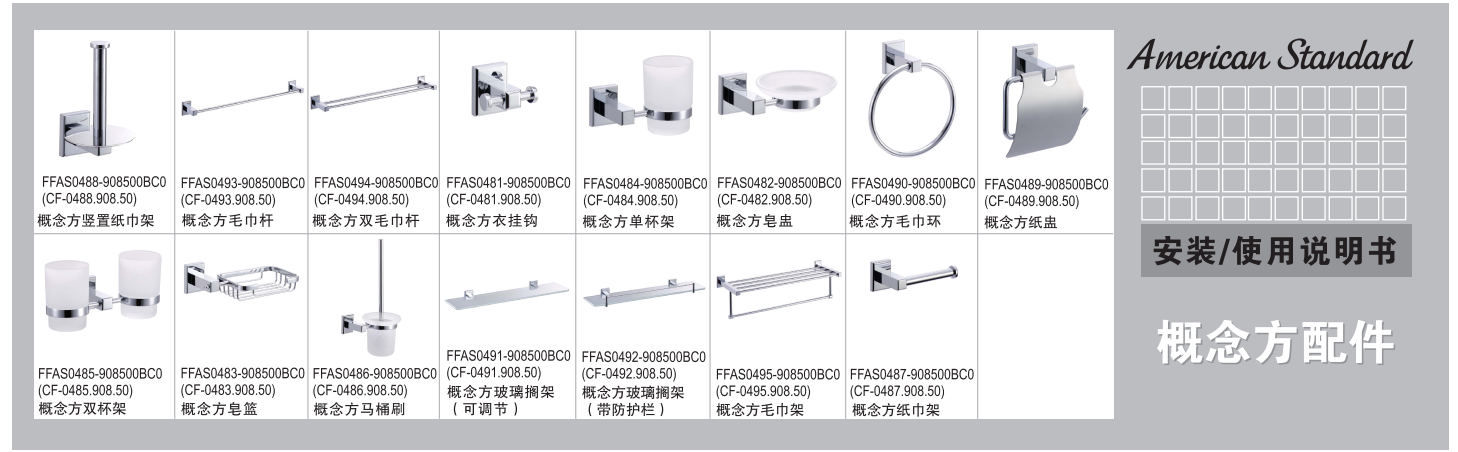 FFAS0488-908500BC0
(CF-0488.908.50)
概念方竖置纸巾架
FFAS0493-908500BC0
(CF-0493.908.50)
概念方毛巾杆
FFAS0494-908500BC0
(CF-0494.908.50)
概念方双毛巾杆
FFAS0481-908500BC0
(CF-0481.908.50)
概念方衣挂钩
FFAS0484-908500BC0
(CF-0484.908.50)
概念方单杯架
FFAS0482-908500BC0
(CF-0482.908.50)
概念方皂盅
FFAS0490-908500BC0
(CF-0490.908.50)
概念方毛巾环
FFAS0489-908500BC0
(CF-0489.908.50)
概念方纸盅
FFAS0485-908500BC0
(CF-0485.908.50)
概念方双杯架
FFAS0483-908500BC0
(CF-0483.908.50)
概念方皂篮
FFAS0486-908500BC0
(CF-0486.908.50)
概念方马桶刷
FFAS0491-908500BC0
(CF-0491.908.50)
概念方玻璃搁架
(可调节)
FFAS0492-908500BC0
(CF-0492.908.50)
概念方玻璃搁架
(带防护栏)
FFAS0495-908500BC0
(CF-0495.908.50)
概念方毛巾架
FFAS0487-908500BC0
(CF-0487.908.50)
概念方纸巾架
American Standard
安装/使用说明书
概念方配件